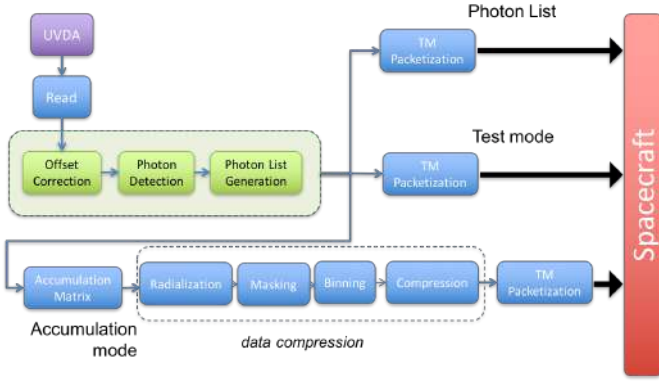 Photon List
UVDA
TM
Packetization
Read
Test mode
Offset
Correction
Photon
Detection
Photon List
Generation
TM
Packetization
Spacecraft
Accumulation
Matrix
Radialization
Masking
Binning
Compression
TM
Packetization
Accumulation
mode
data compression